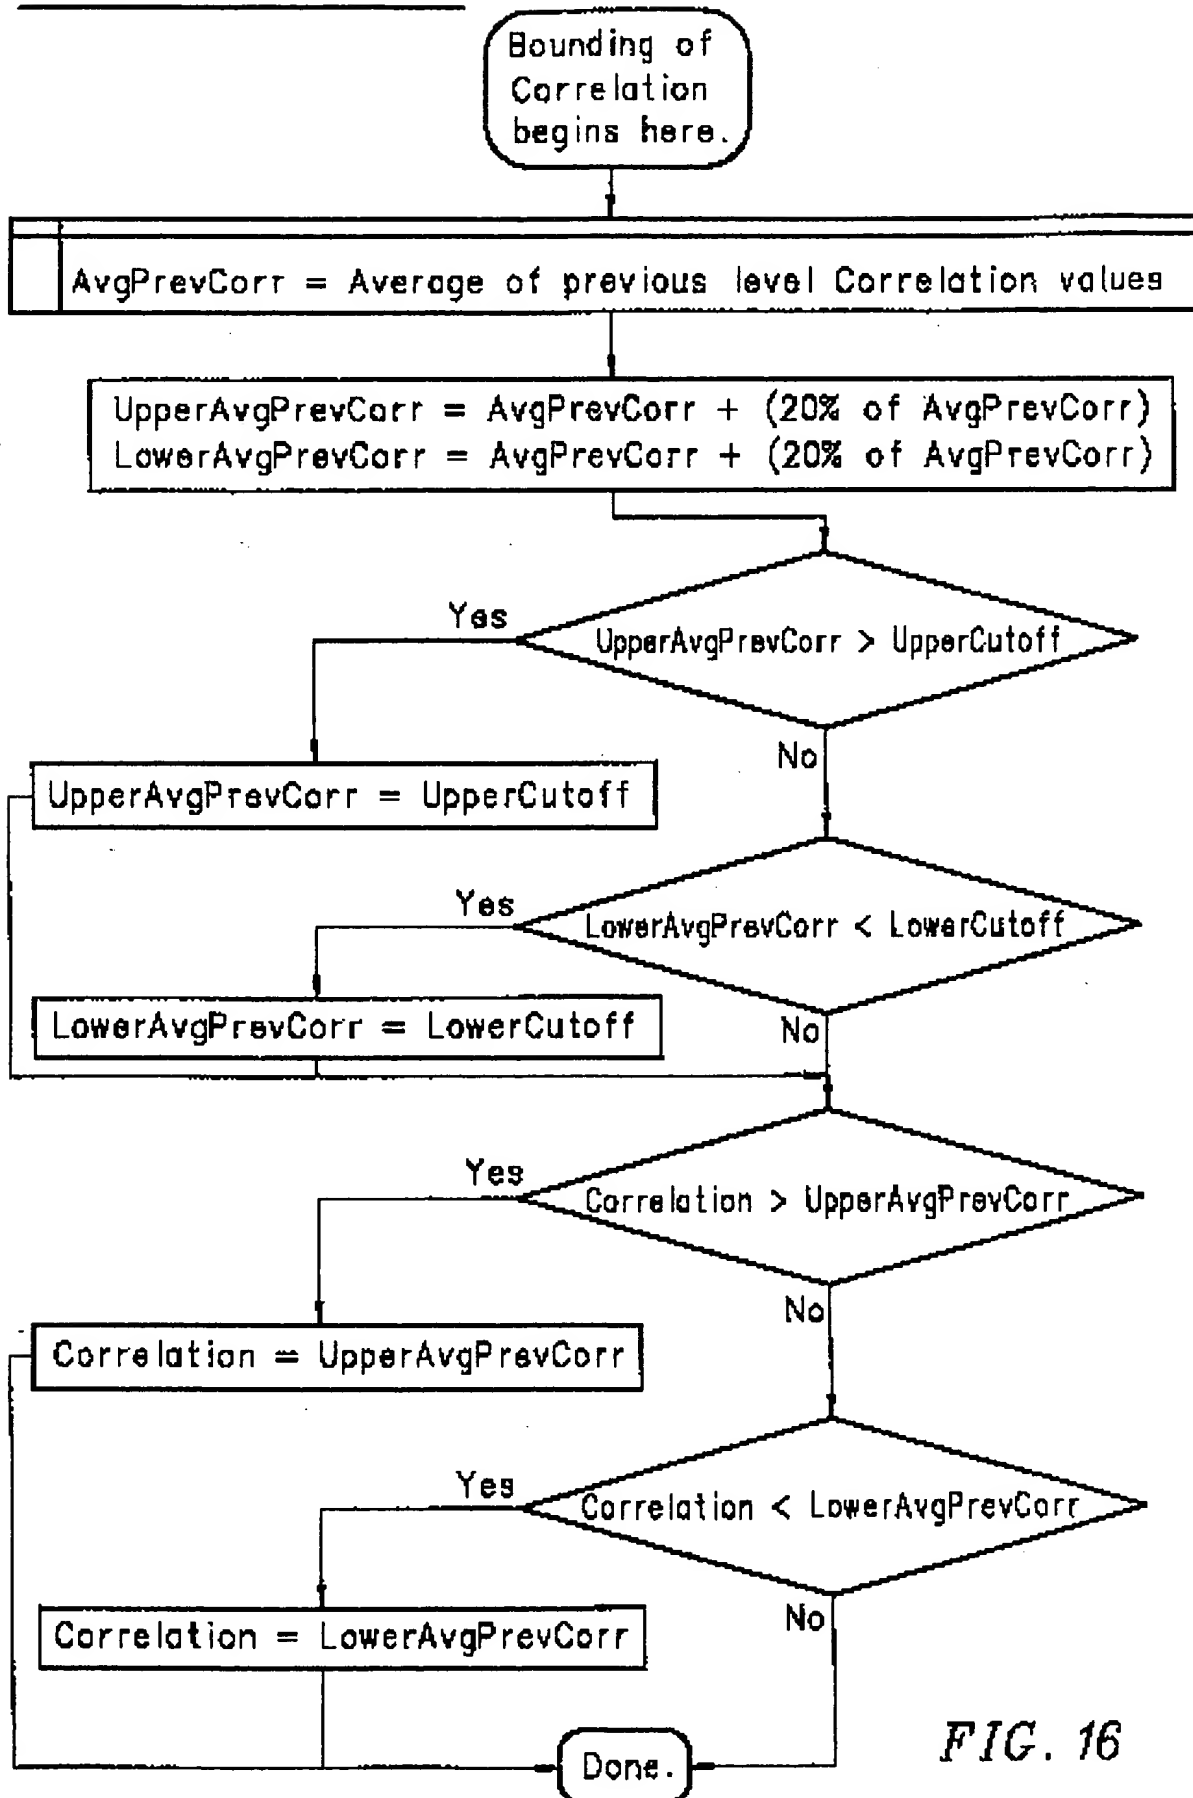 Bounding of
Correlation
begins here.
AvgPrevCorr = Average of previous level Correlation values
UpperAvgPrevCorr = AvgPrevCorr + (20% of AvgPrevCorr)
LowerAvgPrevCorr = AvgPrevCorr + (20% of AvgPrevCorr)
Yes
UpperAvgPrevCorr > UpperCutoff
No
UpperAvgPrevCorr = UpperCutoff
Yes
LowerAvgPrevCorr < LowerCutoff
LowerAvgPrevCorr = LowerCutoff
No
Yes
Correlation > UpperAvgPrevCorr
No
Correlation = UpperAvgPrevCorr
Yes
Correlation < LowerAvgPrevCorr
No
Correlation = LowerAvgPrevCorr
Done.
FIG. 16